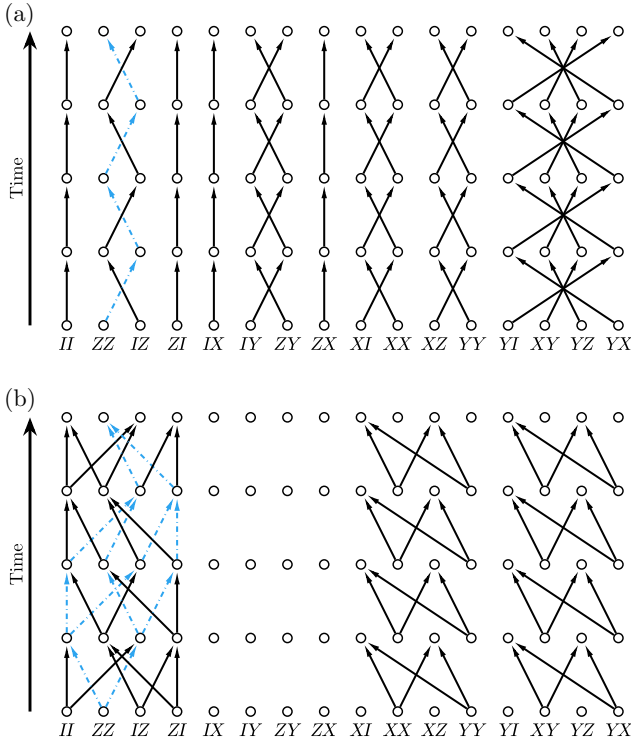 (a)
Time
II ZZ IZ ZI IX IY ZY ZX XI XX XZ YY YI XY YZ YX
(b)
Time
II ZZ IZ ZI IX IY ZY ZX XI XX XZ YY YI XY YZ YX